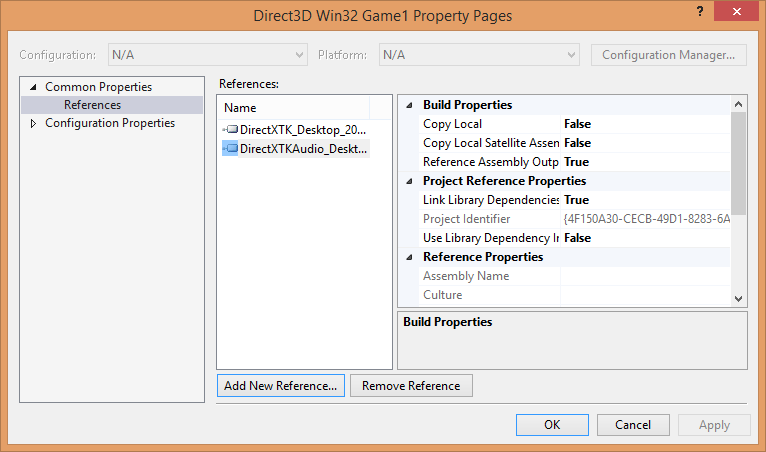 Direct3D Win32 Game1 Property Pages
?
Configuration: N/A Platform: N/A Configuration Manager...
Common Properties
References
Configuration Properties
References:
Name
DirectXTK_Desktop_20...
DirectXTKAudio_Deskt...
Build Properties
Copy Local False
Copy Local Satellite Assen False
Reference Assembly Outp True
Project Reference Properties
Link Library Dependencies True
Project Identifier {4F150A30-CECB-49D1-8283-6A
Use Library Dependency In False
Reference Properties
Assembly Name
Culture
Build Properties
Add New Reference... Remove Reference
OK Cancel Apply